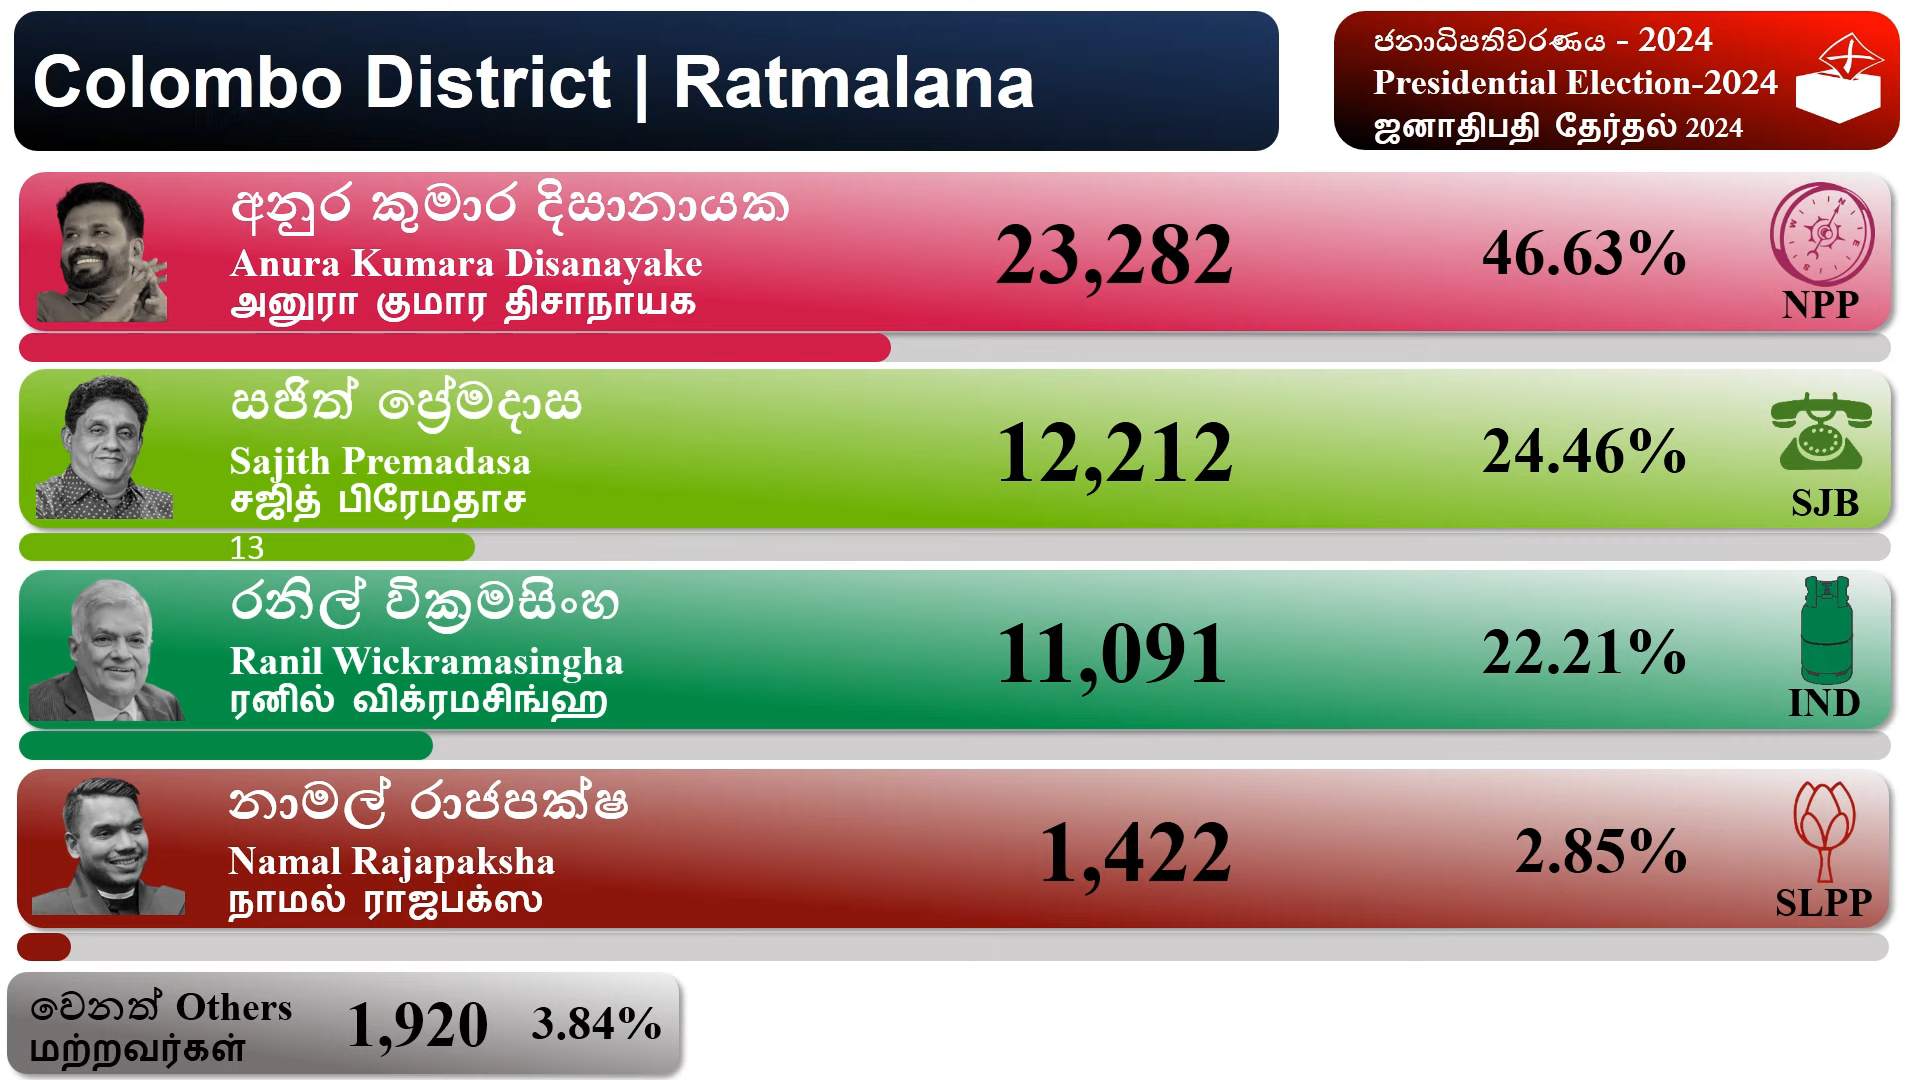 Colombo District | Ratmalana
ජනාධිපතිවරණය - 2024
Presidential Election-2024
ஜனாதிபதி தேர்தல் 2024
අනුර කුමාර දිසානායක
Anura Kumara Disanayake
அனுரா குமார திசாநாயக
23,282
46.63%
NPP
සජිත් ප්‍රේමදාස
Sajith Premadasa
சஜித் பிரேமதாச
12,212
24.46%
SJB
13
රනිල් වික්‍රමසිංහ
Ranil Wickramasingha
ரனில் விக்ரமசிங்ஹ
11,091
22.21%
IND
නාමල් රාජපක්ෂ
Namal Rajapaksha
நாமல் ராஜபக்ஸ
1,422
2.85%
SLPP
වෙනත් Others
மற்றவர்கள்
1,920
3.84%